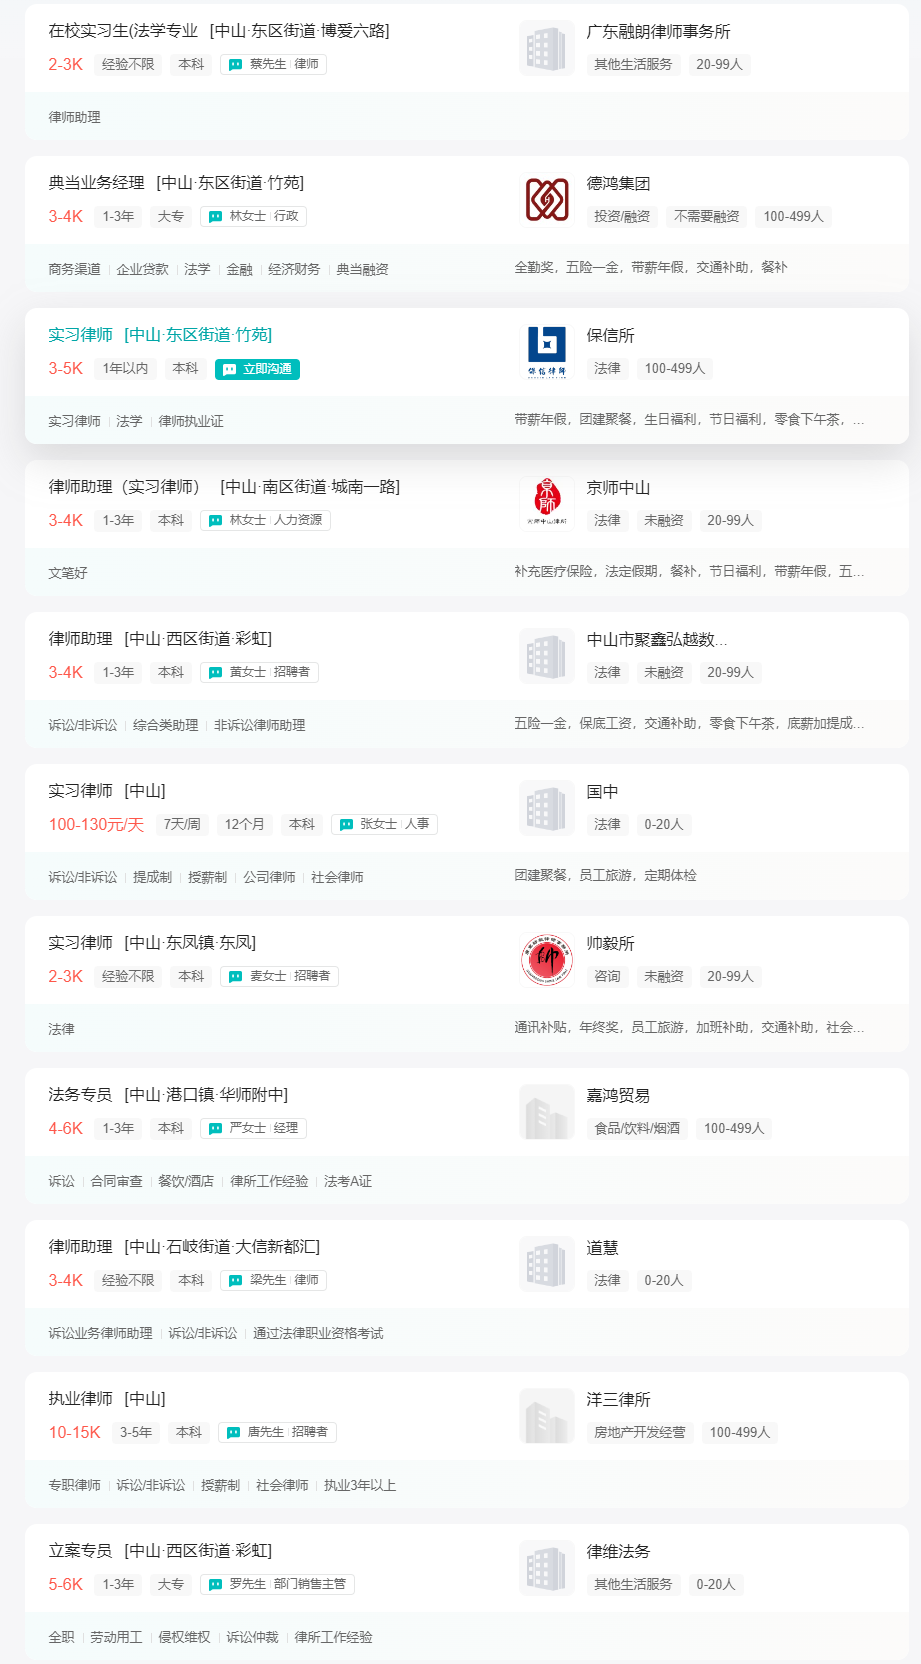 在校实习生(法学专业 [中山·东区街道·博爱六路]
广东融朗律师事务所
2-3K 经验不限 本科 蔡先生 律师
其他生活服务 20-99人
律师助理
典当业务经理 [中山·东区街道·竹苑]
德鸿集团
3-4K 1-3年 大专 林女士 行政
投资/融资 不需要融资 100-499人
商务渠道 企业贷款 法学 金融 经济财务 典当融资
全勤奖，五险一金，带薪年假，交通补助，餐补
实习律师 [中山·东区街道·竹苑]
保信所
3-5K 1年以内 本科 立即沟通
法律 100-499人
保信律师
实习律师 法学 律师执业证
带薪年假，团建聚餐，生日福利，节日福利，零食下午茶，...
律师助理（实习律师） [中山·南区街道·城南一路]
京师中山
3-4K 1-3年 本科 林女士 人力资源
法律 未融资 20-99人
京師
京师中山律所
文笔好
补充医疗保险，法定假期，餐补，节日福利，带薪年假，五...
律师助理 [中山·西区街道·彩虹]
中山市聚鑫弘越数...
3-4K 1-3年 本科 黄女士 招聘者
法律 未融资 20-99人
诉讼/非诉讼 综合类助理 非诉讼律师助理
五险一金，保底工资，交通补助，零食下午茶，底薪加提成...
实习律师 [中山]
国中
100-130元/天 7天/周 12个月 本科 张女士 人事
法律 0-20人
诉讼/非诉讼 提成制 授薪制 公司律师 社会律师
团建聚餐，员工旅游，定期体检
实习律师 [中山·东凤镇·东凤]
帅毅所
2-3K 经验不限 本科 麦女士 招聘者
咨询 未融资 20-99人
帥
法律
通讯补贴，年终奖，员工旅游，加班补助，交通补助，社会...
法务专员 [中山·港口镇·华师附中]
嘉鸿贸易
4-6K 1-3年 本科 严女士 经理
食品/饮料/烟酒 100-499人
诉讼 合同审查 餐饮/酒店 律所工作经验 法考A证
律师助理 [中山·石岐街道·大信新都汇]
道慧
3-4K 经验不限 本科 梁先生 律师
法律 0-20人
诉讼业务律师助理 诉讼/非诉讼 通过法律职业资格考试
执业律师 [中山]
洋三律所
10-15K 3-5年 本科 唐先生 招聘者
房地产开发经营 100-499人
专职律师 诉讼/非诉讼 授薪制 社会律师 执业3年以上
立案专员 [中山·西区街道·彩虹]
律维法务
5-6K 1-3年 大专 罗先生 部门销售主管
其他生活服务 0-20人
全职 劳动用工 侵权维权 诉讼仲裁 律所工作经验